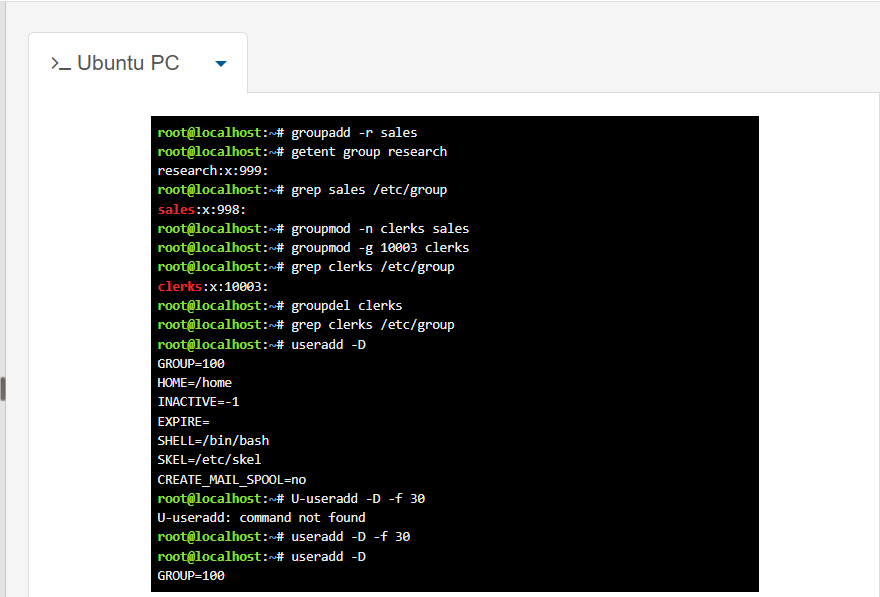 >_ Ubuntu PC
root@localhost:~# groupadd -r sales
root@localhost:~# getent group research
research:x:999:
root@localhost:~# grep sales /etc/group
sales:x:998:
root@localhost:~# groupmod -n clerks sales
root@localhost:~# groupmod -g 10003 clerks
root@localhost:~# grep clerks /etc/group
clerks:x:10003:
root@localhost:~# groupdel clerks
root@localhost:~# grep clerks /etc/group
root@localhost:~# useradd -D
GROUP=100
HOME=/home
INACTIVE=-1
EXPIRE=
SHELL=/bin/bash
SKEL=/etc/skel
CREATE_MAIL_SPOOL=no
root@localhost:~# U-useradd -D -f 30
U-useradd: command not found
root@localhost:~# useradd -D -f 30
root@localhost:~# useradd -D
GROUP=100